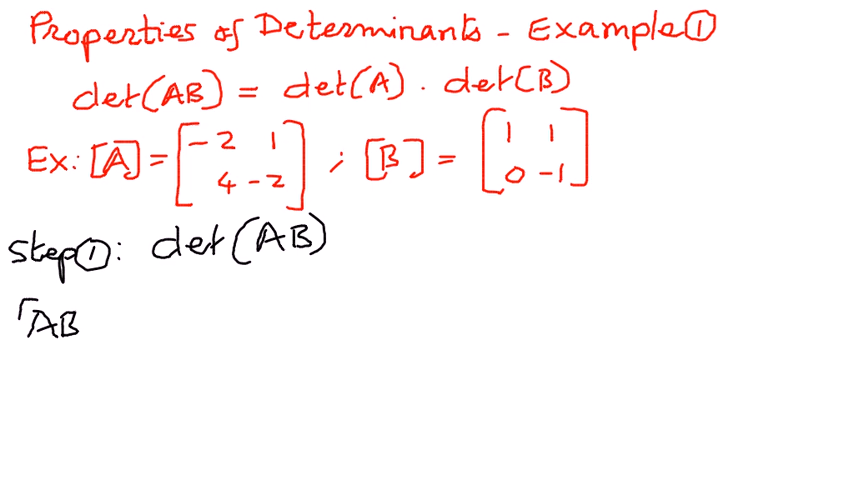 Properties of Determinants - Example ①
det(AB) = det(A) . det(B)
Ex: [A] = [-2 1; 4 -2] ; [B] = [1 1; 0 -1]
step①: det(AB)
[AB